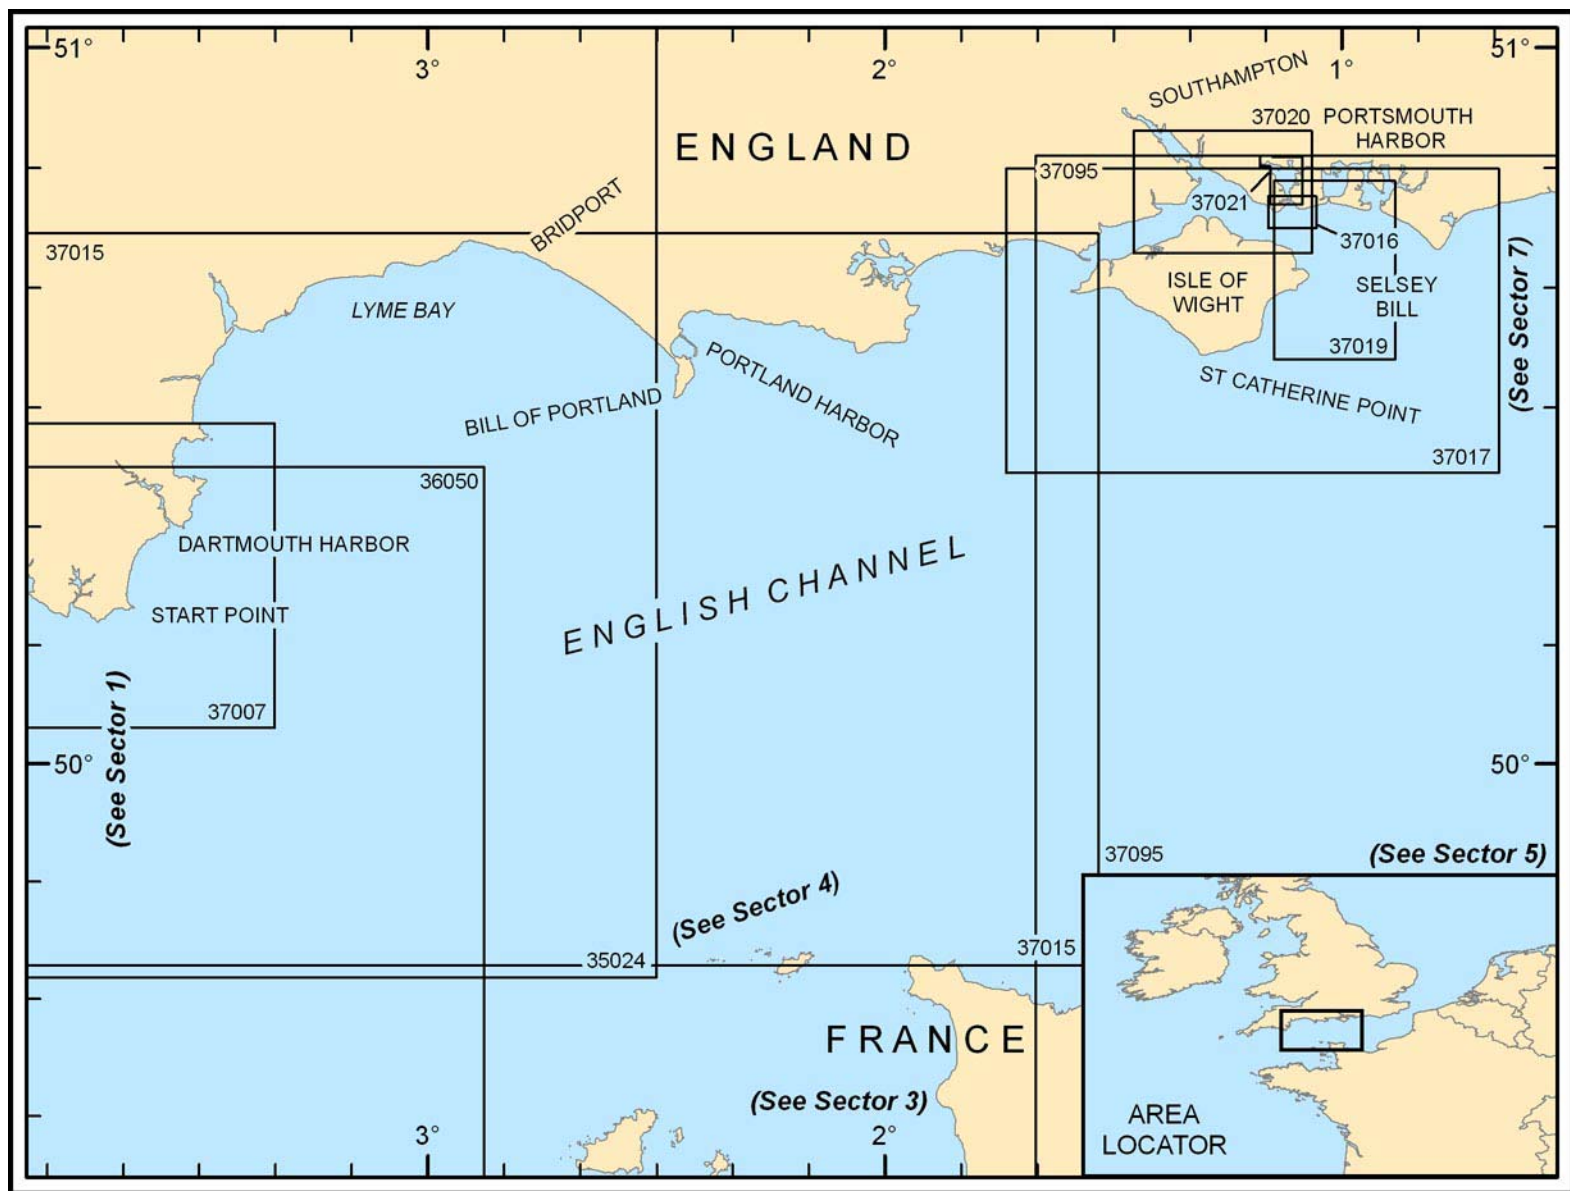 51°
3°
2°
1°
51°
SOUTHAMPTON
37020
PORTSMOUTH
HARBOR
ENGLAND
37095
37021
BRIDPORT
37016
37015
ISLE OF
WIGHT
SELSEY
BILL
(See Sector 7)
LYME BAY
37019
PORTLAND HARBOR
ST CATHERINE POINT
BILL OF PORTLAND
37017
36050
DARTMOUTH HARBOR
ENGLISH CHANNEL
START POINT
37007
(See Sector 1)
50°
50°
37095
(See Sector 5)
(See Sector 4)
35024
37015
FRANCE
(See Sector 3)
3°
2°
AREA
LOCATOR